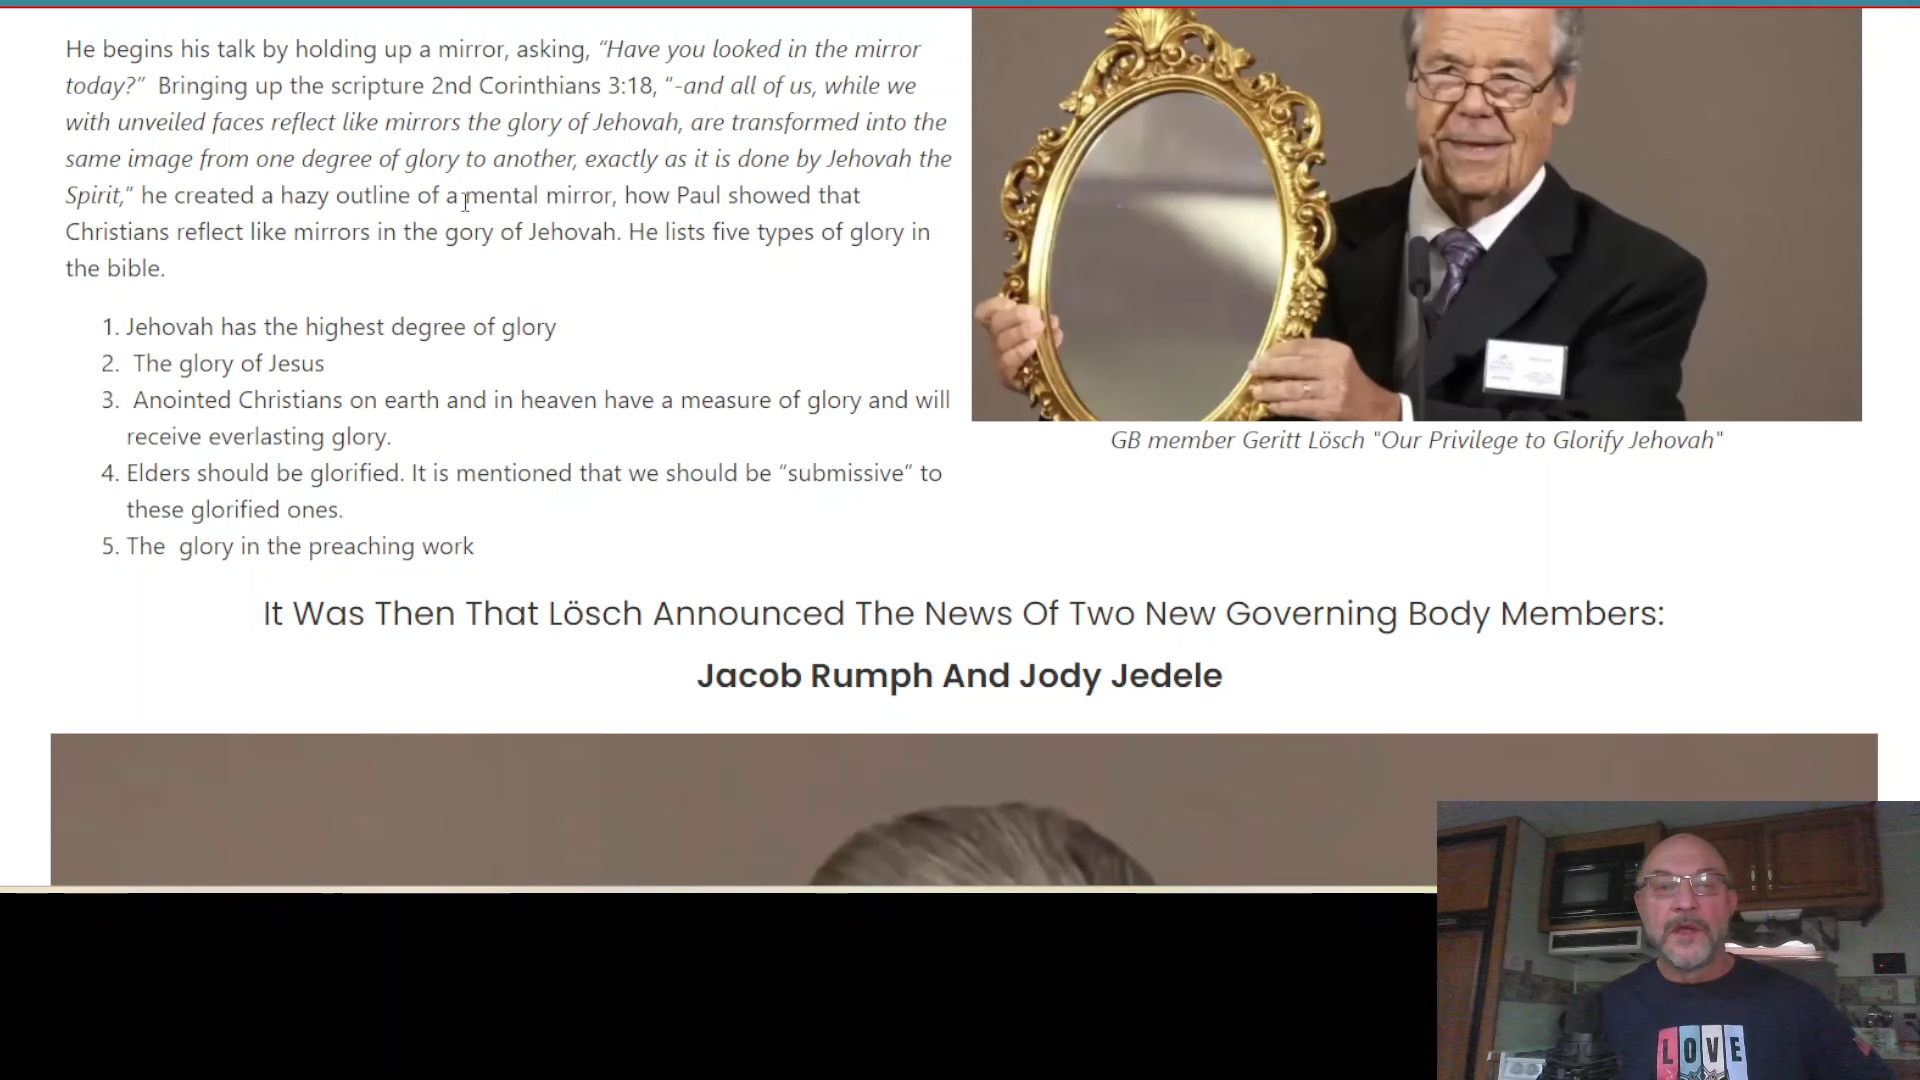 He begins his talk by holding up a mirror, asking, “Have you looked in the mirror
today?”  Bringing up the scripture 2nd Corinthians 3:18, “-and all of us, while we
with unveiled faces reflect like mirrors the glory of Jehovah, are transformed into the
same image from one degree of glory to another, exactly as it is done by Jehovah the
Spirit,” he created a hazy outline of a mental mirror, how Paul showed that
Christians reflect like mirrors in the gory of Jehovah. He lists five types of glory in
the bible.
1. Jehovah has the highest degree of glory
2.  The glory of Jesus
3.  Anointed Christians on earth and in heaven have a measure of glory and will
receive everlasting glory.
4. Elders should be glorified. It is mentioned that we should be “submissive” to
these glorified ones.
5. The  glory in the preaching work
GB member Geritt Lösch "Our Privilege to Glorify Jehovah"
It Was Then That Lösch Announced The News Of Two New Governing Body Members:
Jacob Rumph And Jody Jedele
LOVE